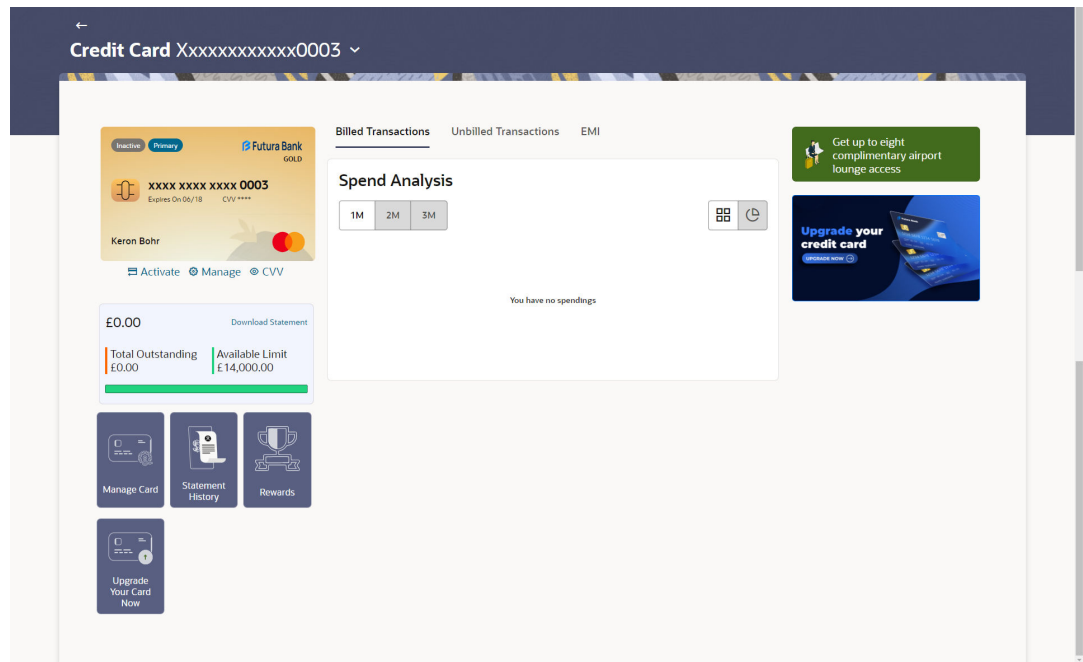 Credit Card Xxxxxxxxxxxx0003
Inactive Primary
Futura Bank
GOLD
XXXX XXXX XXXX 0003
Expires On 06/18 CVV ****
Keron Bohr
Activate Manage CVV
£0.00 Download Statement
Total Outstanding Available Limit
£0.00 £14,000.00
Manage Card
Statement
History
Rewards
Upgrade
Your Card
Now
Billed Transactions Unbilled Transactions EMI
Spend Analysis
1M 2M 3M
You have no spendings
Get up to eight
complimentary airport
lounge access
Upgrade your
credit card
UPGRADE NOW